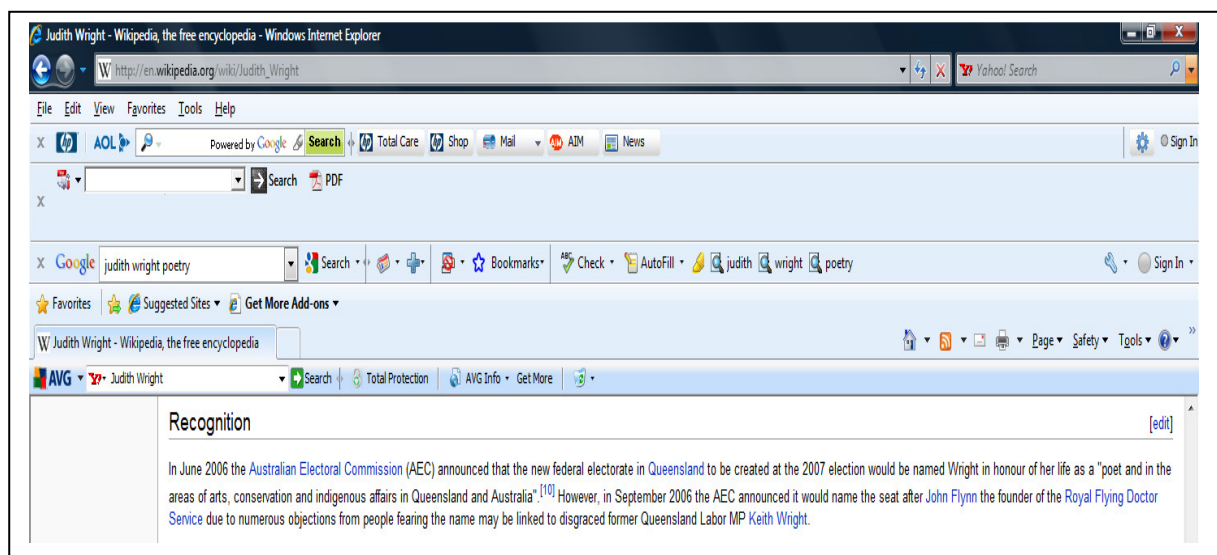 Judith Wright - Wikipedia, the free encyclopedia - Windows Internet Explorer
W http://en.wikipedia.org/wiki/Judith_Wright Yahoo! Search
File Edit View Favorites Tools Help
X hp AOL Powered by Google Search Total Care Shop Mail AIM News Sign In
Search PDF
X
X Google judith wright poetry Search Bookmarks ABC Check AutoFill judith wright poetry Sign In
Favorites Suggested Sites Get More Add-ons
W Judith Wright - Wikipedia, the free encyclopedia Page Safety Tools »
AVG Judith Wright Search Total Protection AVG Info Get More
Recognition [edit]
In June 2006 the Australian Electoral Commission (AEC) announced that the new federal electorate in Queensland to be created at the 2007 election would be named Wright in honour of her life as a "poet and in the
areas of arts, conservation and indigenous affairs in Queensland and Australia".[10] However, in September 2006 the AEC announced it would name the seat after John Flynn the founder of the Royal Flying Doctor
Service due to numerous objections from people fearing the name may be linked to disgraced former Queensland Labor MP Keith Wright.